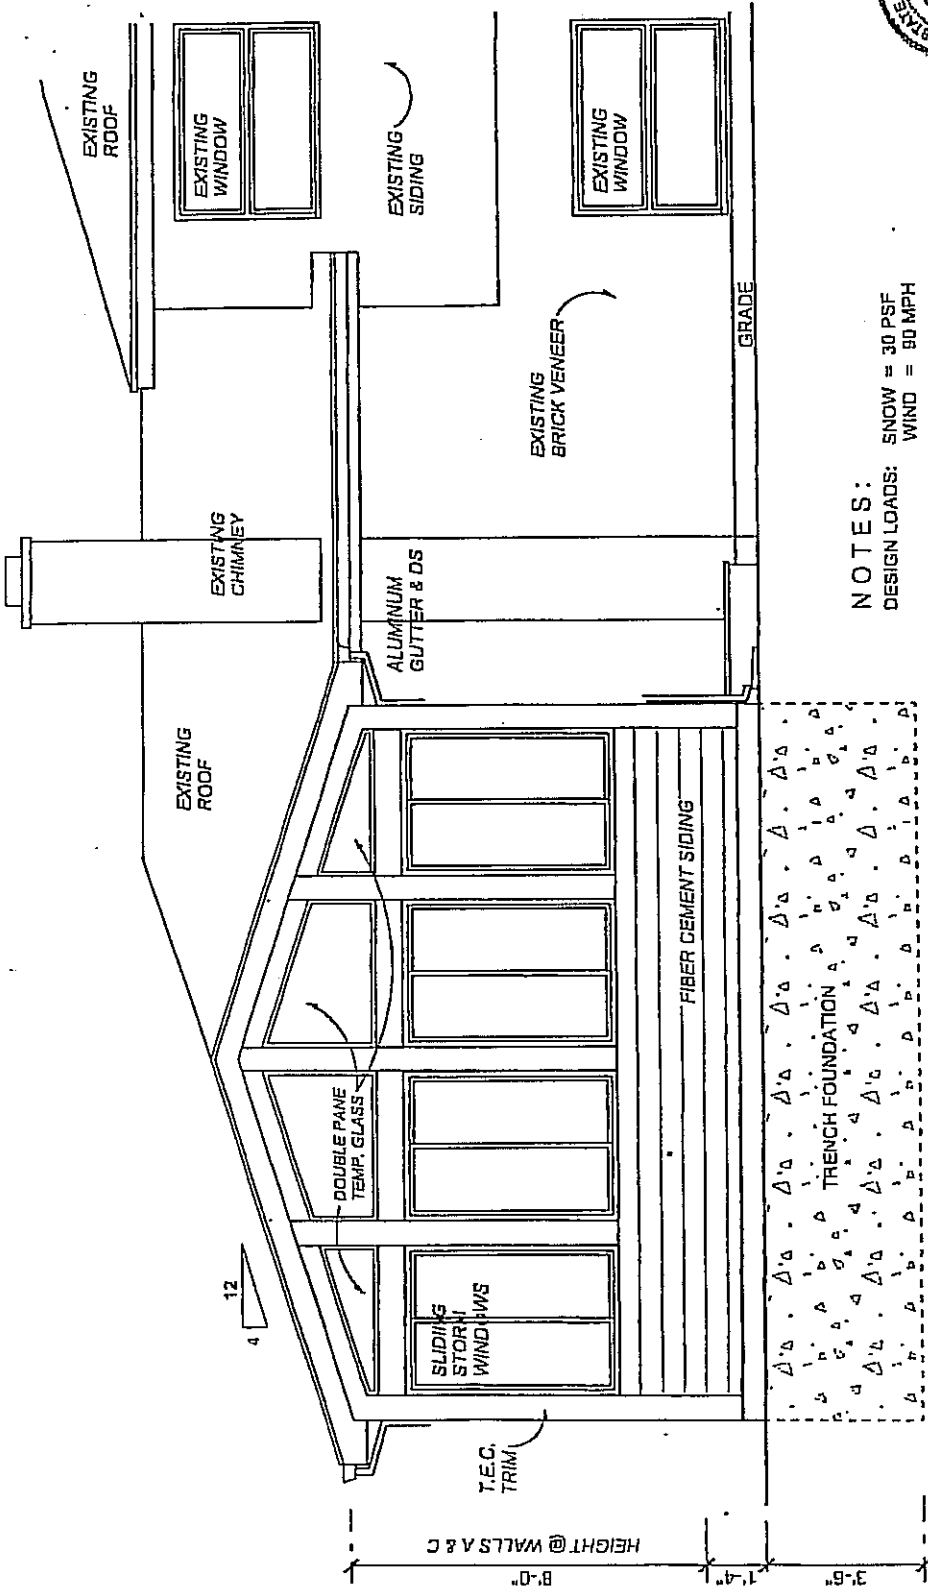 EXISTING
ROOF
EXISTING
WINDOW
EXISTING
SIDING
EXISTING
WINDOW
EXISTING
CHIMNEY
EXISTING
BRICK VENEER
GRADE
ALUMINUM
GUTTER & DS
EXISTING
ROOF
12
4
DOUBLE PANE
TEMP. GLASS
SLIDING
STORM
WINDOWS
T.E.C.
TRIM
FIBER CEMENT SIDING
TRENCH FOUNDATION
HEIGHT @ WALLS A & C
8'-0"
1'-4"
3'-6"
NOTES:
DESIGN LOADS: SNOW = 30 PSF
WIND = 90 MPH
STATE